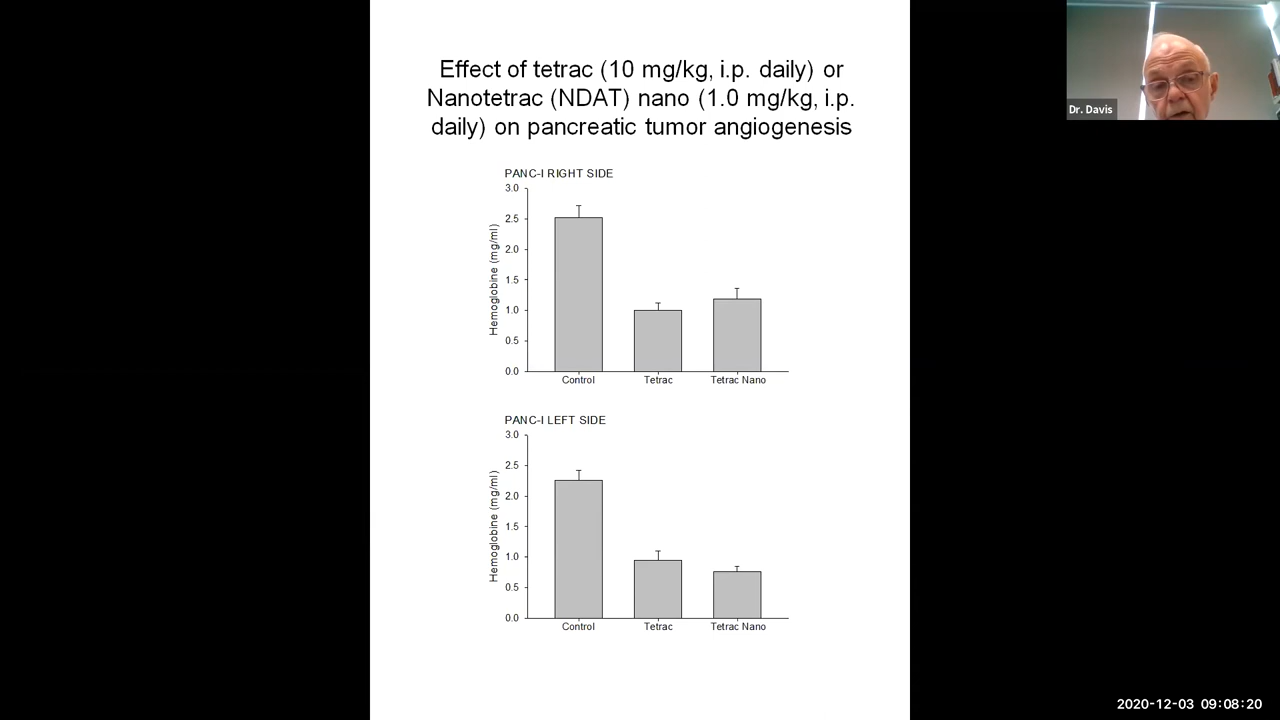 Effect of tetrac (10 mg/kg, i.p. daily) or
Nanotetrac (NDAT) nano (1.0 mg/kg, i.p.
daily) on pancreatic tumor angiogenesis
Dr. Davis
PANC-I RIGHT SIDE
3.0
2.5
2.0
1.5
1.0
0.5
0.0
Hemoglobine (mg/ml)
Control Tetrac Tetrac Nano
PANC-I LEFT SIDE
3.0
2.5
2.0
1.5
1.0
0.5
0.0
Hemoglobine (mg/ml)
Control Tetrac Tetrac Nano
2020-12-03 09:08:20